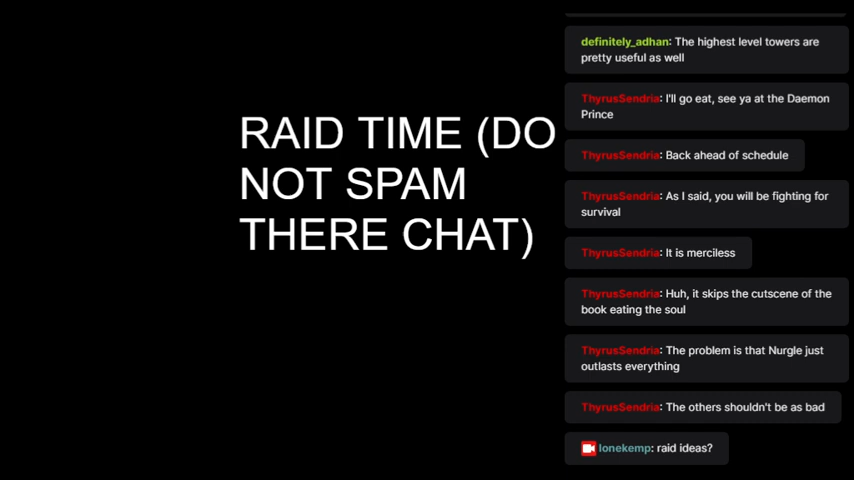 RAID TIME (DO
NOT SPAM
THERE CHAT)
definitely_adhan: The highest level towers are
pretty useful as well
ThyrusSendria: I'll go eat, see ya at the Daemon
Prince
ThyrusSendria: Back ahead of schedule
ThyrusSendria: As I said, you will be fighting for
survival
ThyrusSendria: It is merciless
ThyrusSendria: Huh, it skips the cutscene of the
book eating the soul
ThyrusSendria: The problem is that Nurgle just
outlasts everything
ThyrusSendria: The others shouldn't be as bad
lonekemp: raid ideas?